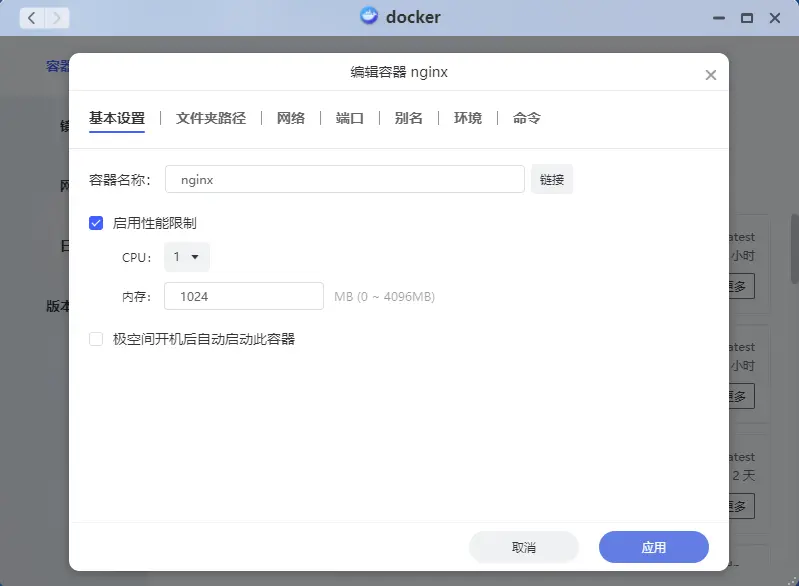 docker
容器
编辑容器 nginx
基本设置 | 文件夹路径 | 网络 | 端口 | 别名 | 环境 | 命令
容器名称： nginx 链接
启用性能限制
CPU： 1
内存： 1024 MB (0 ~ 4096MB)
极空间开机后自动启动此容器
版本
atest
小时
更多
atest
小时
更多
atest
2 天
更多
取消 应用